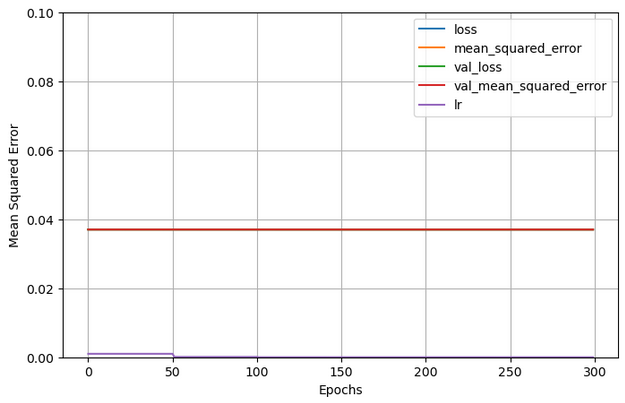 0.10
0.08
0.06
0.04
0.02
0.00
Mean Squared Error
loss
mean_squared_error
val_loss
val_mean_squared_error
lr
0 50 100 150 200 250 300
Epochs